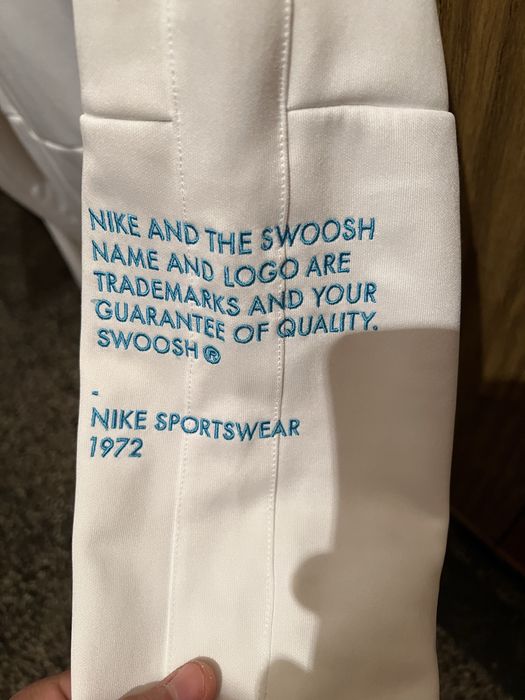 NIKE AND THE SWOOSH
NAME AND LOGO ARE
TRADEMARKS AND YOUR
GUARANTEE OF QUALITY.
SWOOSH ®
-
NIKE SPORTSWEAR
1972